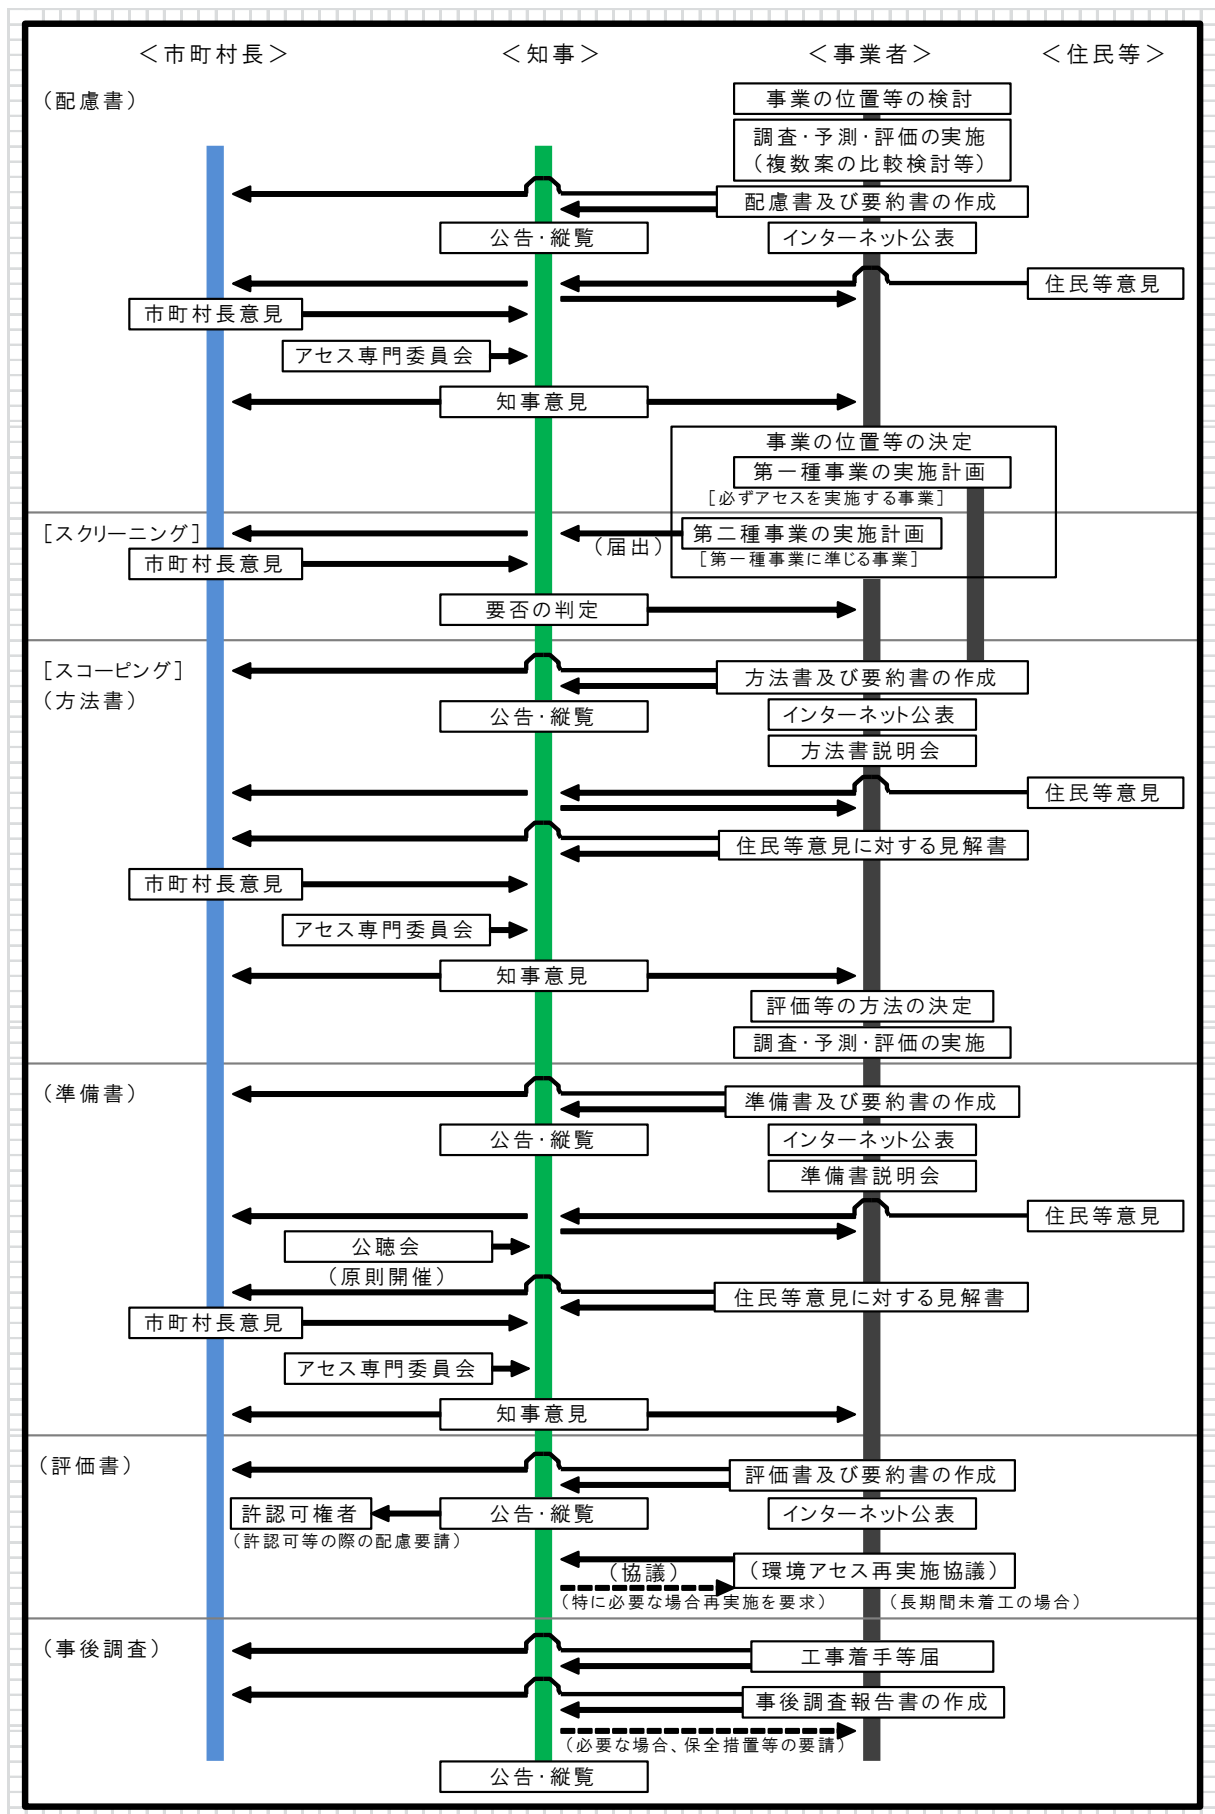 ＜市町村長＞ ＜知事＞ ＜事業者＞ ＜住民等＞
（配慮書）
事業の位置等の検討
調査・予測・評価の実施
（複数案の比較検討等）
配慮書及び要約書の作成
公告・縦覧 インターネット公表
住民等意見
市町村長意見
アセス専門委員会
知事意見
事業の位置等の決定
第一種事業の実施計画
［必ずアセスを実施する事業］
［スクリーニング］ （届出） 第二種事業の実施計画
市町村長意見 ［第一種事業に準じる事業］
要否の判定
［スコーピング］ 方法書及び要約書の作成
（方法書）
公告・縦覧 インターネット公表
方法書説明会
住民等意見
住民等意見に対する見解書
市町村長意見
アセス専門委員会
知事意見
評価等の方法の決定
調査・予測・評価の実施
（準備書） 準備書及び要約書の作成
公告・縦覧 インターネット公表
準備書説明会
住民等意見
公聴会
（原則開催）
住民等意見に対する見解書
市町村長意見
アセス専門委員会
知事意見
（評価書） 評価書及び要約書の作成
許認可権者 公告・縦覧 インターネット公表
（許認可等の際の配慮要請）
（協議） （環境アセス再実施協議）
（特に必要な場合再実施を要求） （長期間未着工の場合）
（事後調査） 工事着手等届
事後調査報告書の作成
（必要な場合、保全措置等の要請）
公告・縦覧